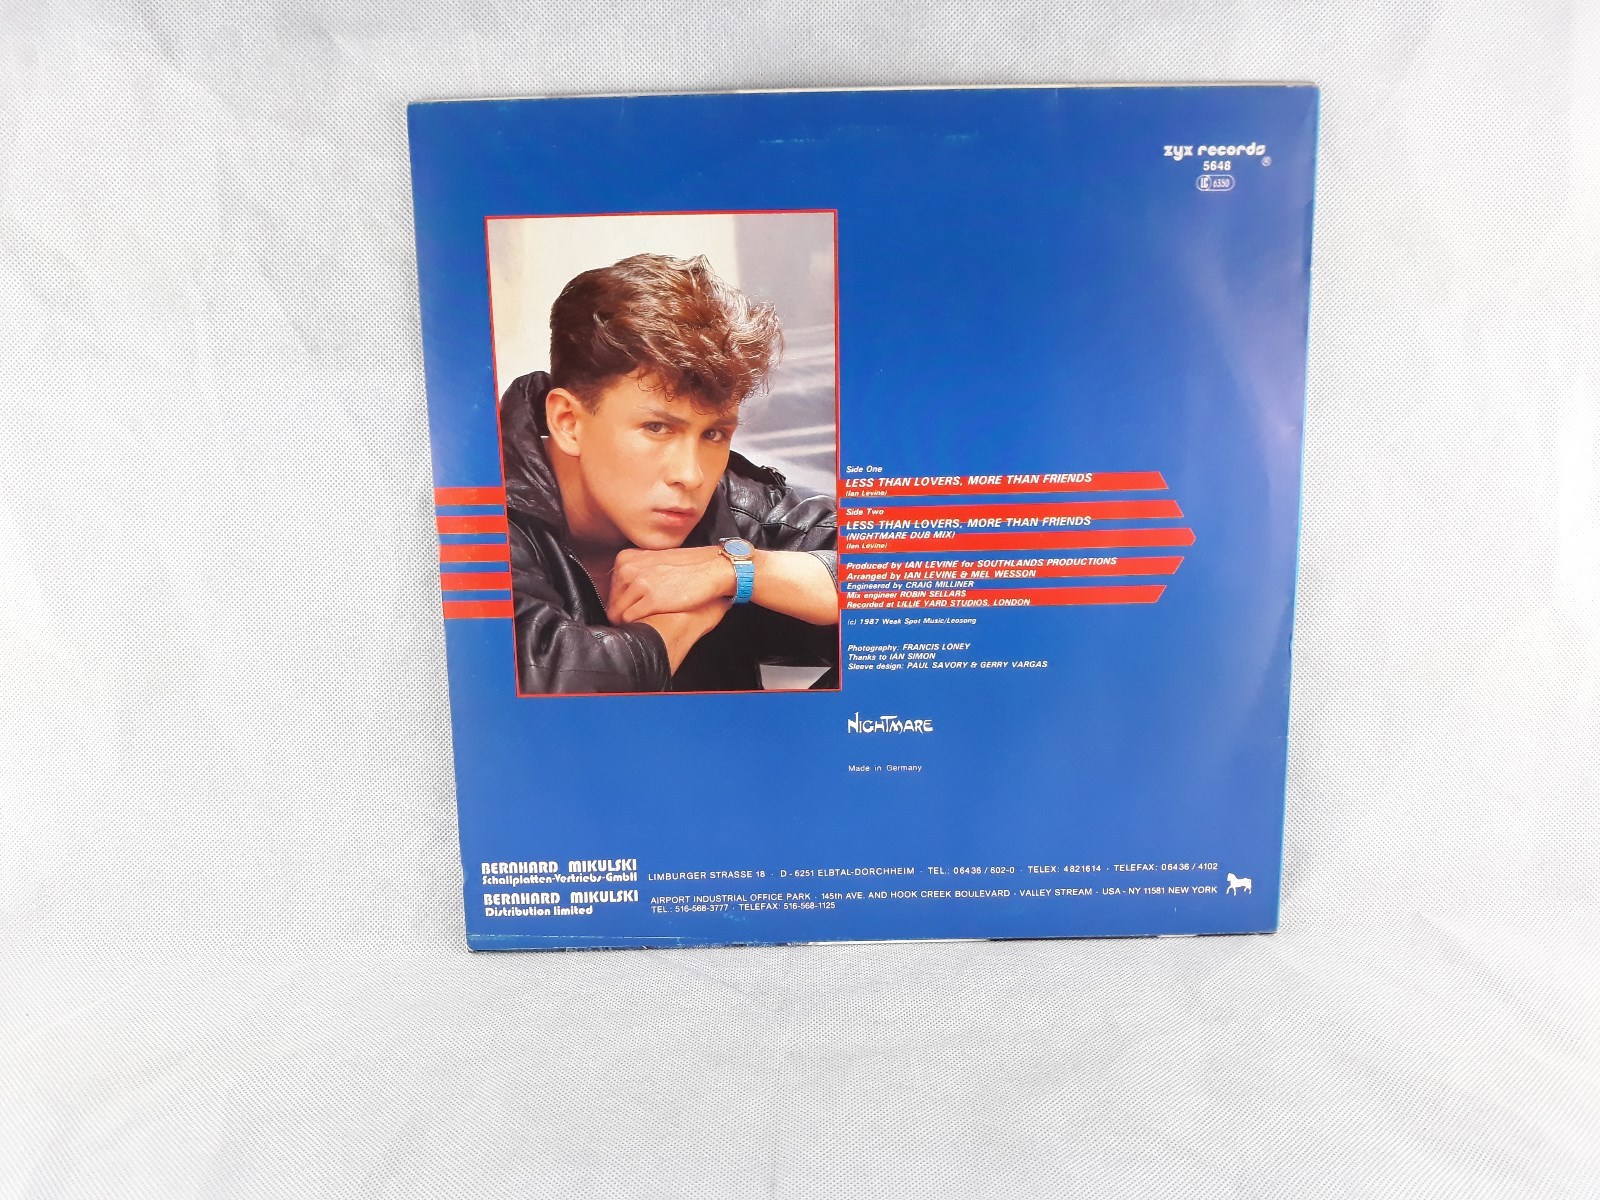 zyx records ®
5648
LC 6350
Side One
LESS THAN LOVERS, MORE THAN FRIENDS
(Ian Levine)
Side Two
LESS THAN LOVERS, MORE THAN FRIENDS
(NIGHTMARE DUB MIX)
(Ian Levine)
Produced by IAN LEVINE for SOUTHLANDS PRODUCTIONS
Arranged by IAN LEVINE & MEL WESSON
Engineered by CRAIG MILLINER
Mix engineer ROBIN SELLARS
Recorded at LILLIE YARD STUDIOS, LONDON
(c) 1987 Weak Spot Music/Leosong
Photography: FRANCIS LONEY
Thanks to IAN SIMON
Sleeve design: PAUL SAVORY & GERRY VARGAS
NIGHTMARE
Made in Germany
BERNHARD MIKULSKI
Schallplatten-Vertriebs-GmbH
LIMBURGER STRASSE 18 · D - 6251 ELBTAL-DORCHHEIM · TEL.: 06436 / 602-0 · TELEX: 4821614 · TELEFAX: 06436 / 4102
BERNHARD MIKULSKI
Distribution limited
AIRPORT INDUSTRIAL OFFICE PARK · 145th AVE. AND HOOK CREEK BOULEVARD · VALLEY STREAM · USA - NY 11581 NEW YORK
TEL.: 516-568-3777 · TELEFAX: 516-568-1125